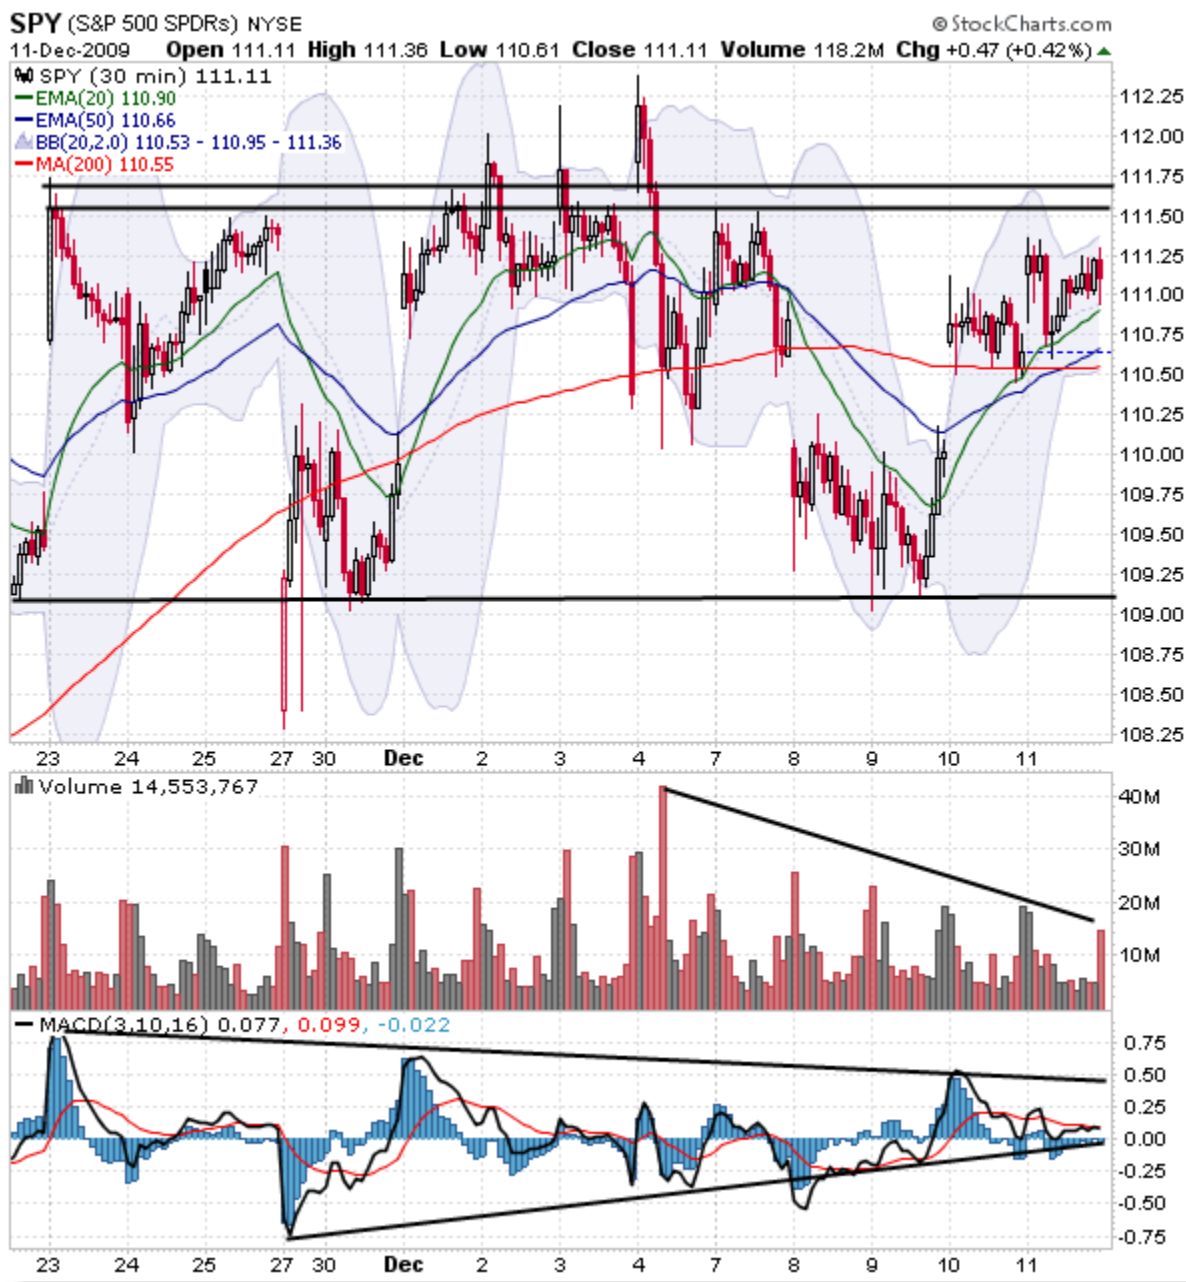 SPY (S&P 500 SPDRs) NYSE © StockCharts.com
11-Dec-2009 Open 111.11 High 111.36 Low 110.61 Close 111.11 Volume 118.2M Chg +0.47 (+0.42%)
SPY (30 min) 111.11
EMA(20) 110.90
EMA(50) 110.66
BB(20,2.0) 110.53 - 110.95 - 111.36
MA(200) 110.55
112.25
112.00
111.75
111.50
111.25
111.00
110.75
110.50
110.25
110.00
109.75
109.50
109.25
109.00
108.75
108.50
108.25
23 24 25 27 30 Dec 2 3 4 7 8 9 10 11
Volume 14,553,767
40M
30M
20M
10M
MACD(3,10,16) 0.077, 0.099, -0.022
0.75
0.50
0.25
0.00
-0.25
-0.50
-0.75
23 24 25 27 30 Dec 2 3 4 7 8 9 10 11